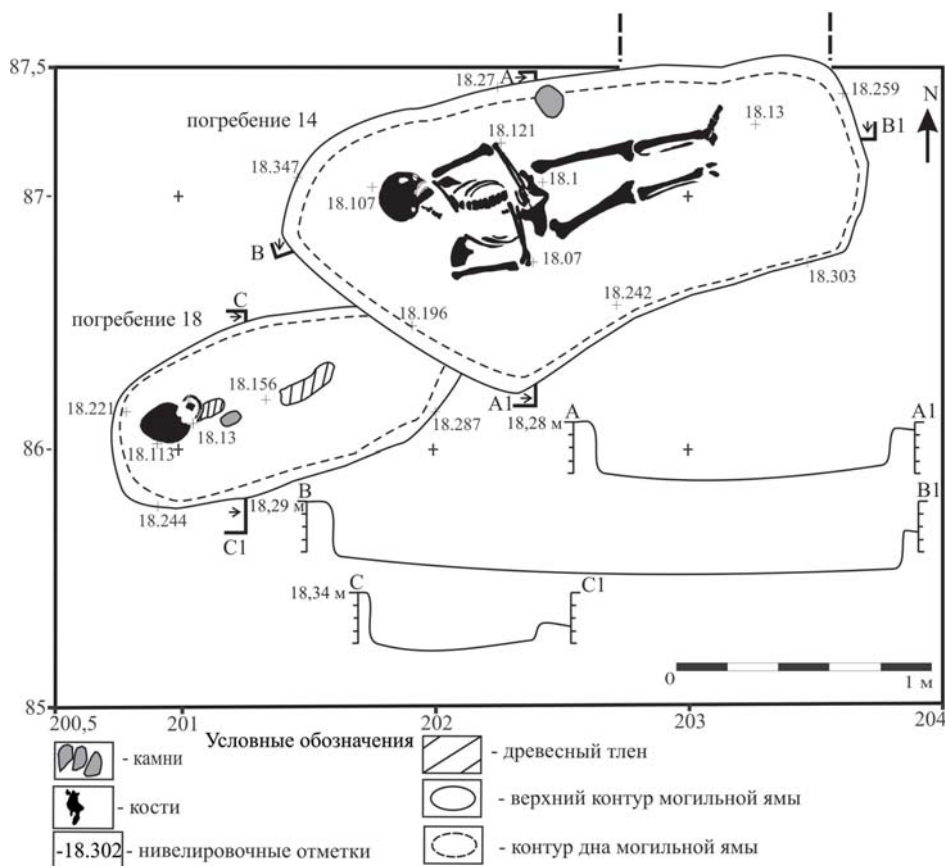 87,5
18.27
A
18.259
N
погребение 14
18.121
18.13
B1
18.347
18.107
18.1
87
B
18.07
18.303
18.242
C
погребение 18
18.196
18.156
18.221
A1
18.13
18,28 м
A
A1
18.287
86
18.113
B
B1
18,29 м
18.244
C1
18,34 м
C
C1
0
1 м
85
200,5
201
202
203
204
Условные обозначения
- камни
- древесный тлен
- кости
- верхний контур могильной ямы
-18.302 - нивелировочные отметки
- контур дна могильной ямы